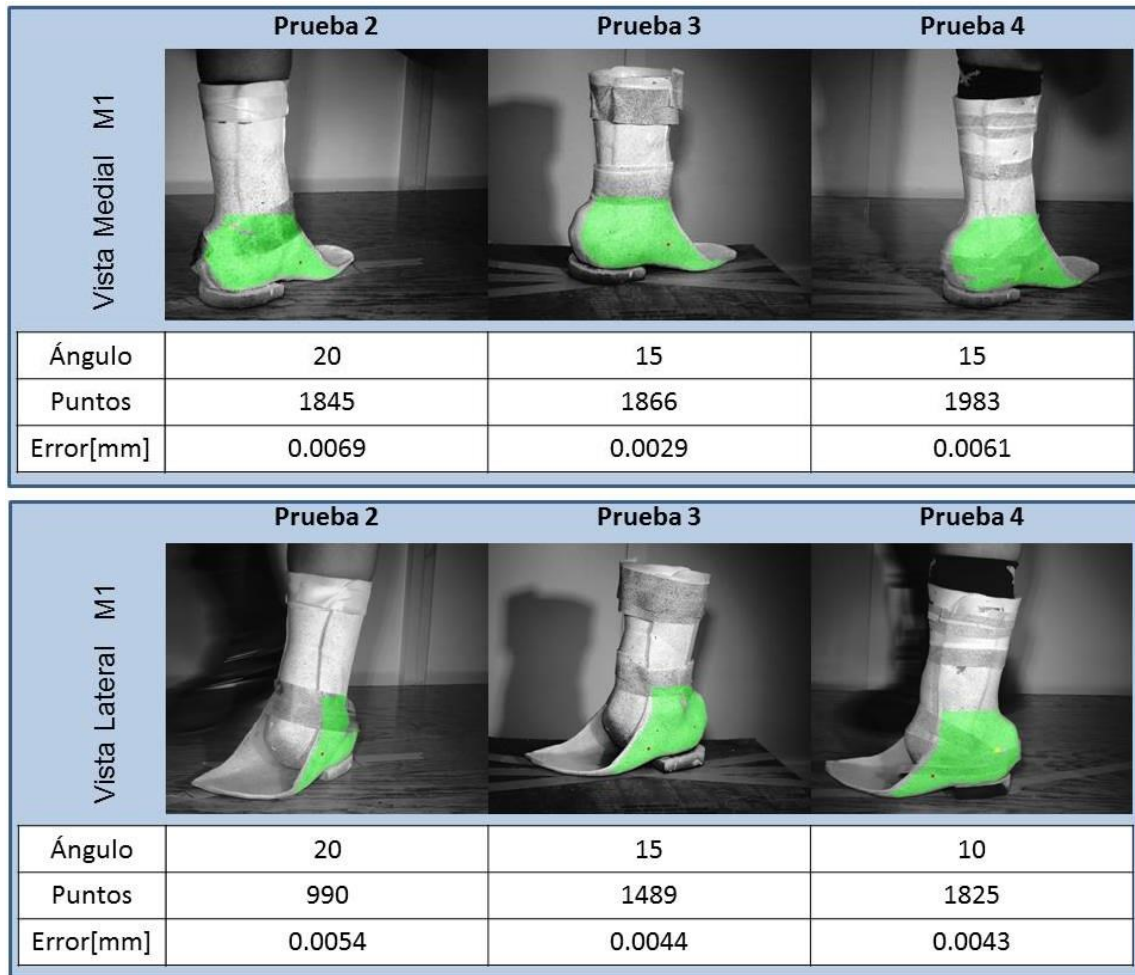 Prueba 2 Prueba 3 Prueba 4
Vista Medial M1
Ángulo 20 15 15
Puntos 1845 1866 1983
Error[mm] 0.0069 0.0029 0.0061
Prueba 2 Prueba 3 Prueba 4
Vista Lateral M1
Ángulo 20 15 10
Puntos 990 1489 1825
Error[mm] 0.0054 0.0044 0.0043